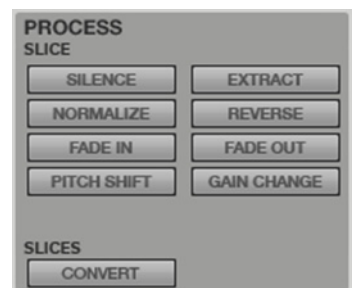 PROCESS
SLICE
SILENCE EXTRACT
NORMALIZE REVERSE
FADE IN FADE OUT
PITCH SHIFT GAIN CHANGE
SLICES
CONVERT